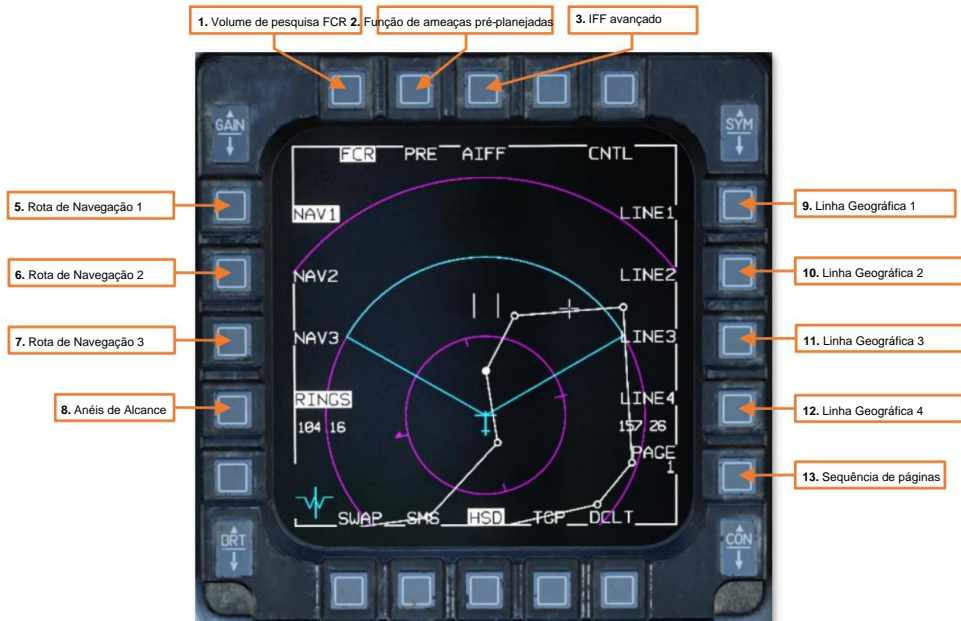 1. Volume de pesquisa FCR
2. Função de ameaças pré-planejadas
3. IFF avançado
GAIN
SYM
FCR PRE AIFF CNTL
5. Rota de Navegação 1
NAV1
LINE1
9. Linha Geográfica 1
6. Rota de Navegação 2
NAV2
LINE2
10. Linha Geográfica 2
7. Rota de Navegação 3
NAV3
LINE3
11. Linha Geográfica 3
8. Anéis de Alcance
RINGS
LINE4
12. Linha Geográfica 4
104 16
157 26
PAGE
1
13. Sequência de páginas
SWAP SMS HSD TGP DCLT
BRT
CON